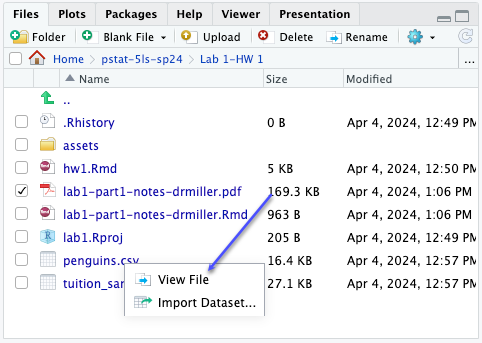 Files Plots Packages Help Viewer Presentation
Folder Blank File Upload Delete Rename
Home pstat-5ls-sp24 Lab 1-HW 1 ...
Name Size Modified
..
.Rhistory 0 B Apr 4, 2024, 12:49 PM
assets
hw1.Rmd 5 KB Apr 4, 2024, 12:50 PM
lab1-part1-notes-drmiller.pdf 169.3 KB Apr 4, 2024, 1:06 PM
lab1-part1-notes-drmiller.Rmd 963 B Apr 4, 2024, 1:06 PM
lab1.Rproj 205 B Apr 4, 2024, 12:49 PM
penguins.csv 16.4 KB Apr 4, 2024, 12:57 PM
tuition_sa 27.1 KB Apr 4, 2024, 12:57 PM
View File
Import Dataset...